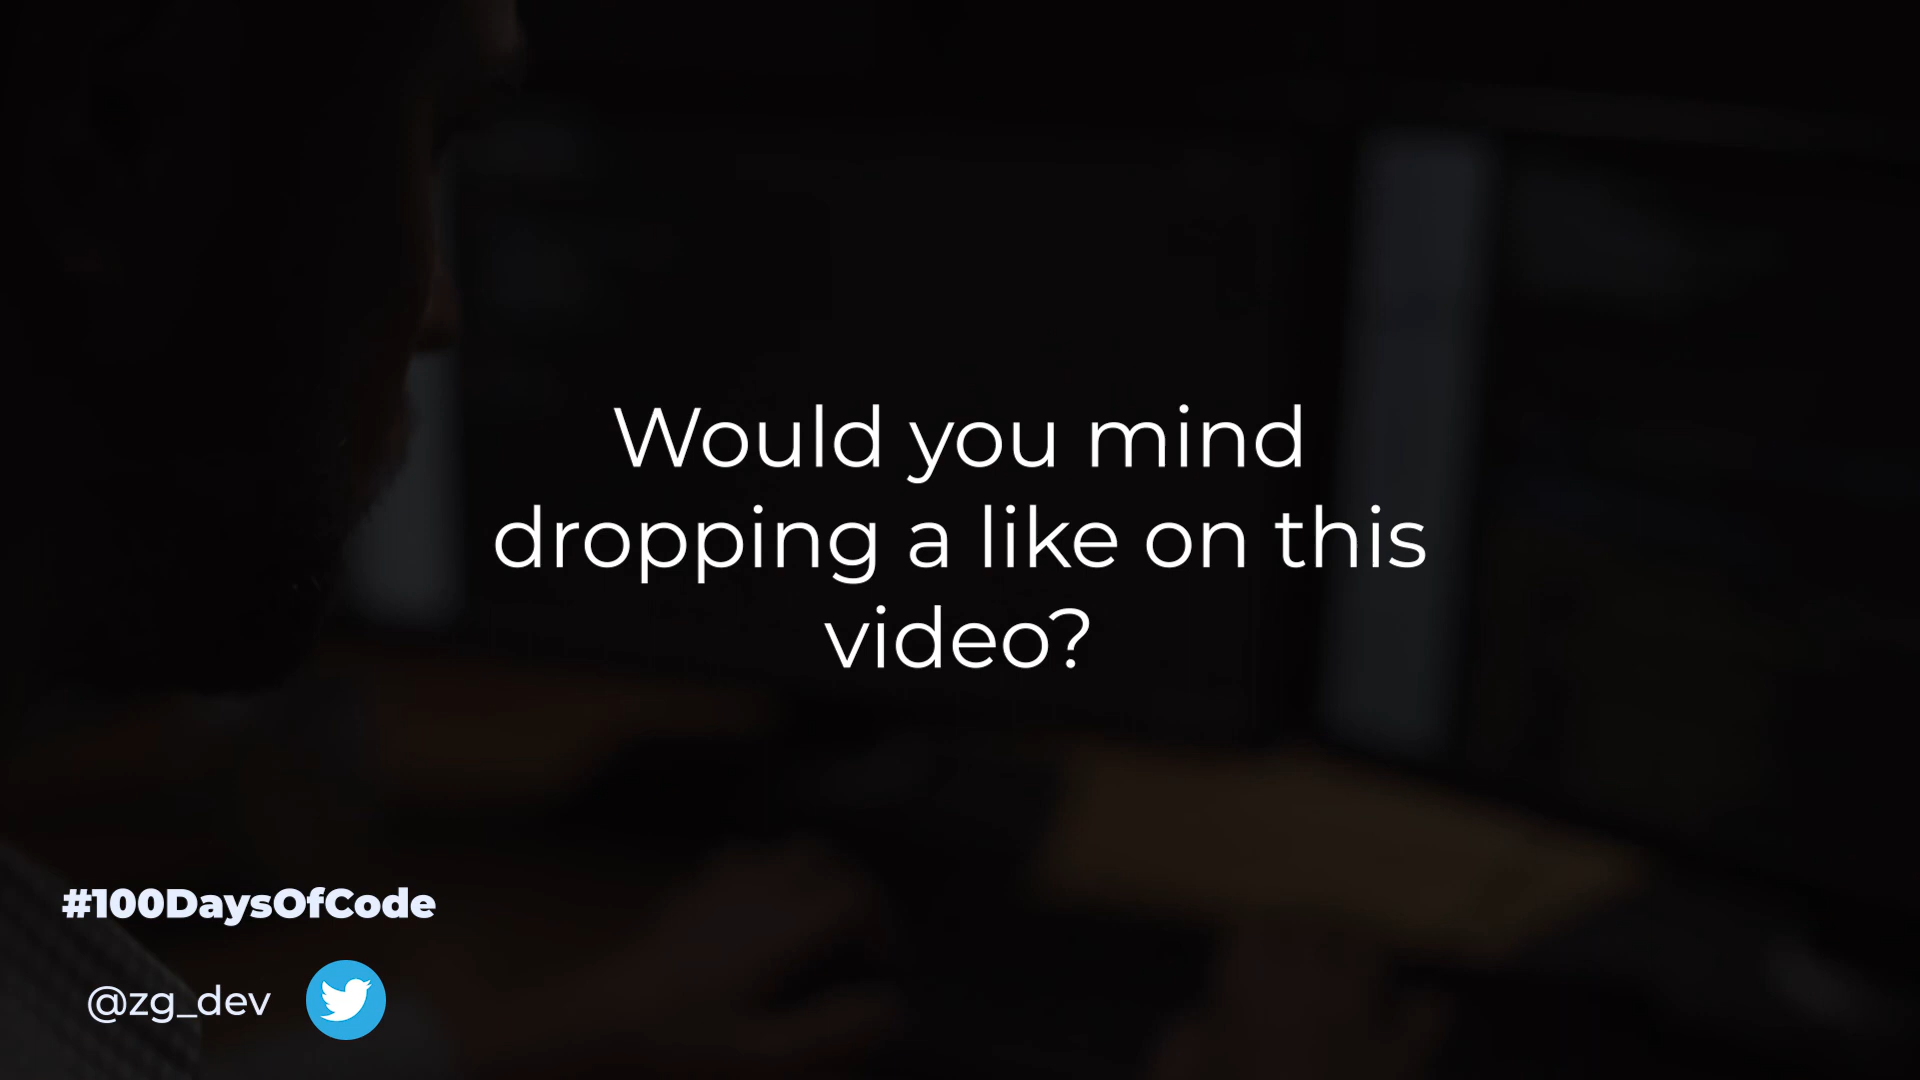 Would you mind
dropping a like on this
video?
#100DaysOfCode
@zg_dev